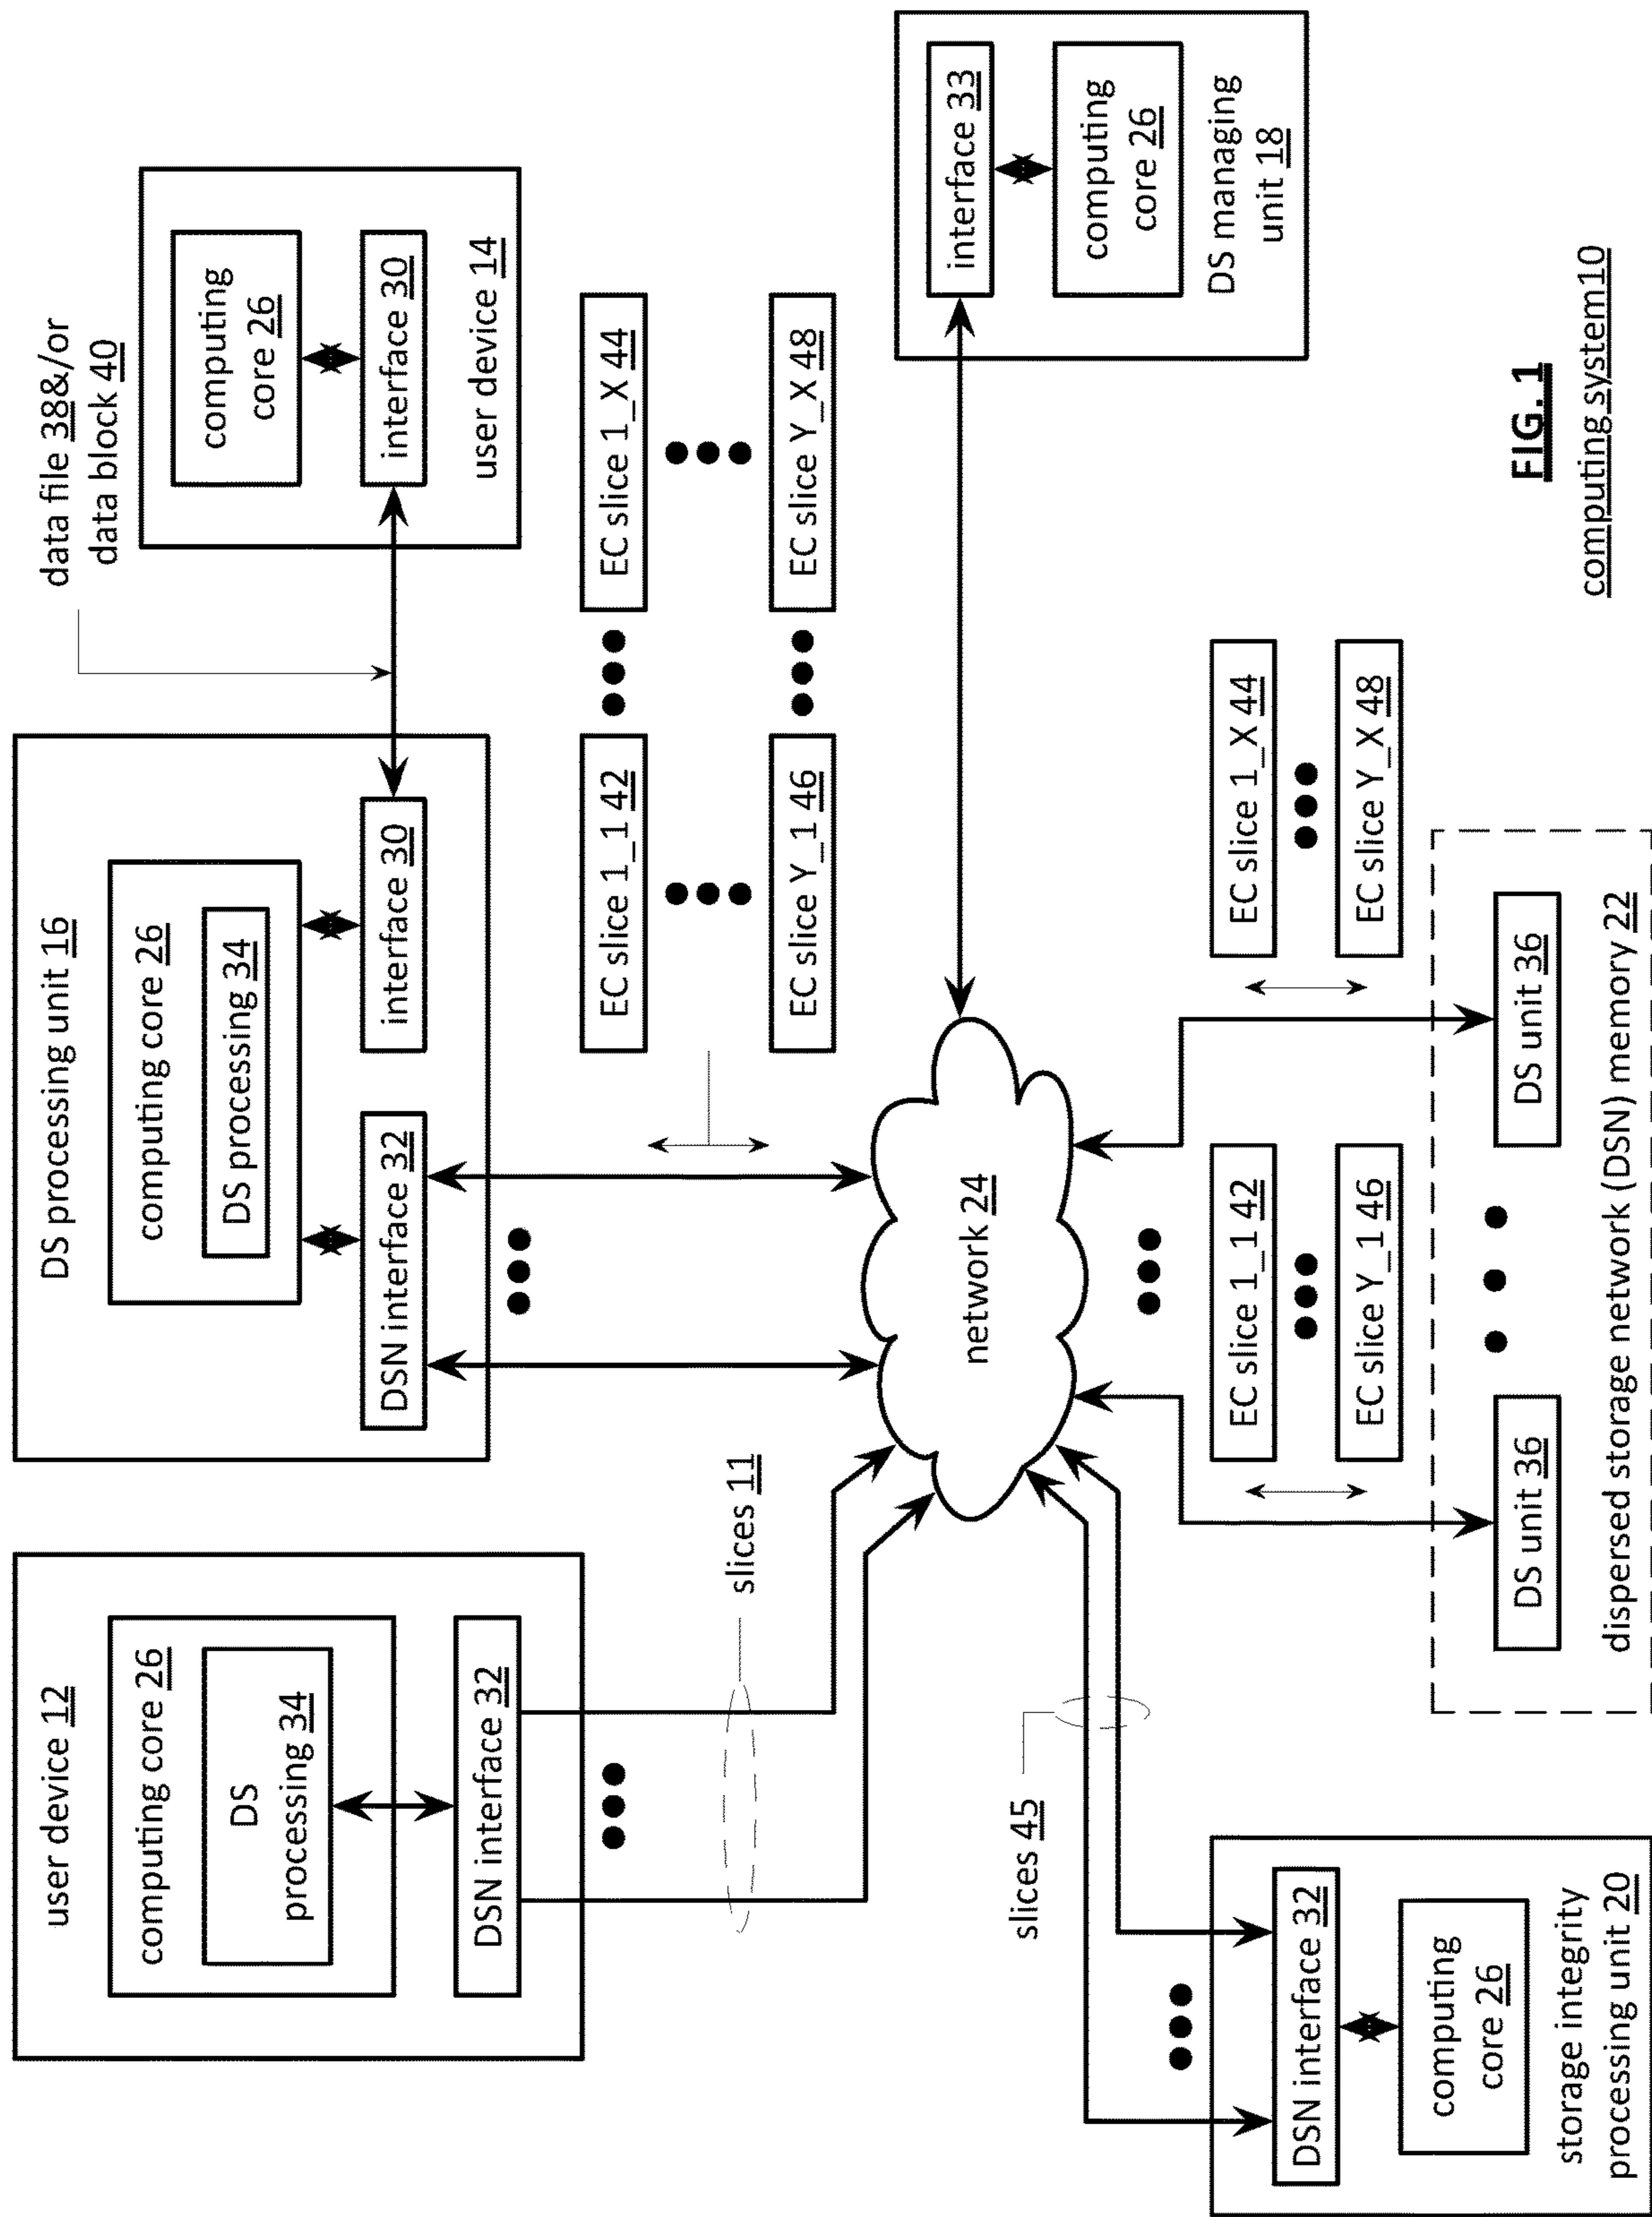 user device 12
computing core 26
DS
processing 34
DSN interface 32
slices 11
DS processing unit 16
computing core 26
DS processing 34
DSN interface 32
interface 30
data file 38&/or
data block 40
computing
core 26
interface 30
user device 14
EC slice 1_1 42
EC slice 1_X 44
EC slice Y_1 46
EC slice Y_X 48
network 24
interface 33
computing
core 26
DS managing
unit 18
slices 45
DSN interface 32
computing
core 26
storage integrity
processing unit 20
EC slice 1_1 42
EC slice Y_1 46
EC slice 1_X 44
EC slice Y_X 48
DS unit 36
DS unit 36
dispersed storage network (DSN) memory 22
FIG. 1
computing system10